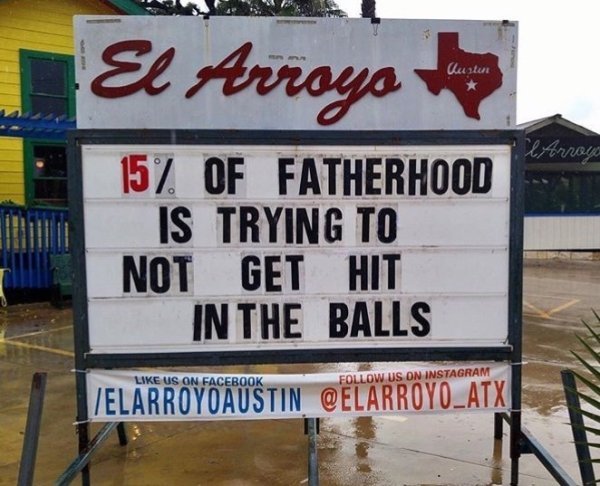 El Arroyo
Austin
El Arroyo
15% OF FATHERHOOD
IS TRYING TO
NOT GET HIT
IN THE BALLS
LIKE US ON FACEBOOK
/ELARROYOAUSTIN
FOLLOW US ON INSTAGRAM
@ELARROYO_ATX